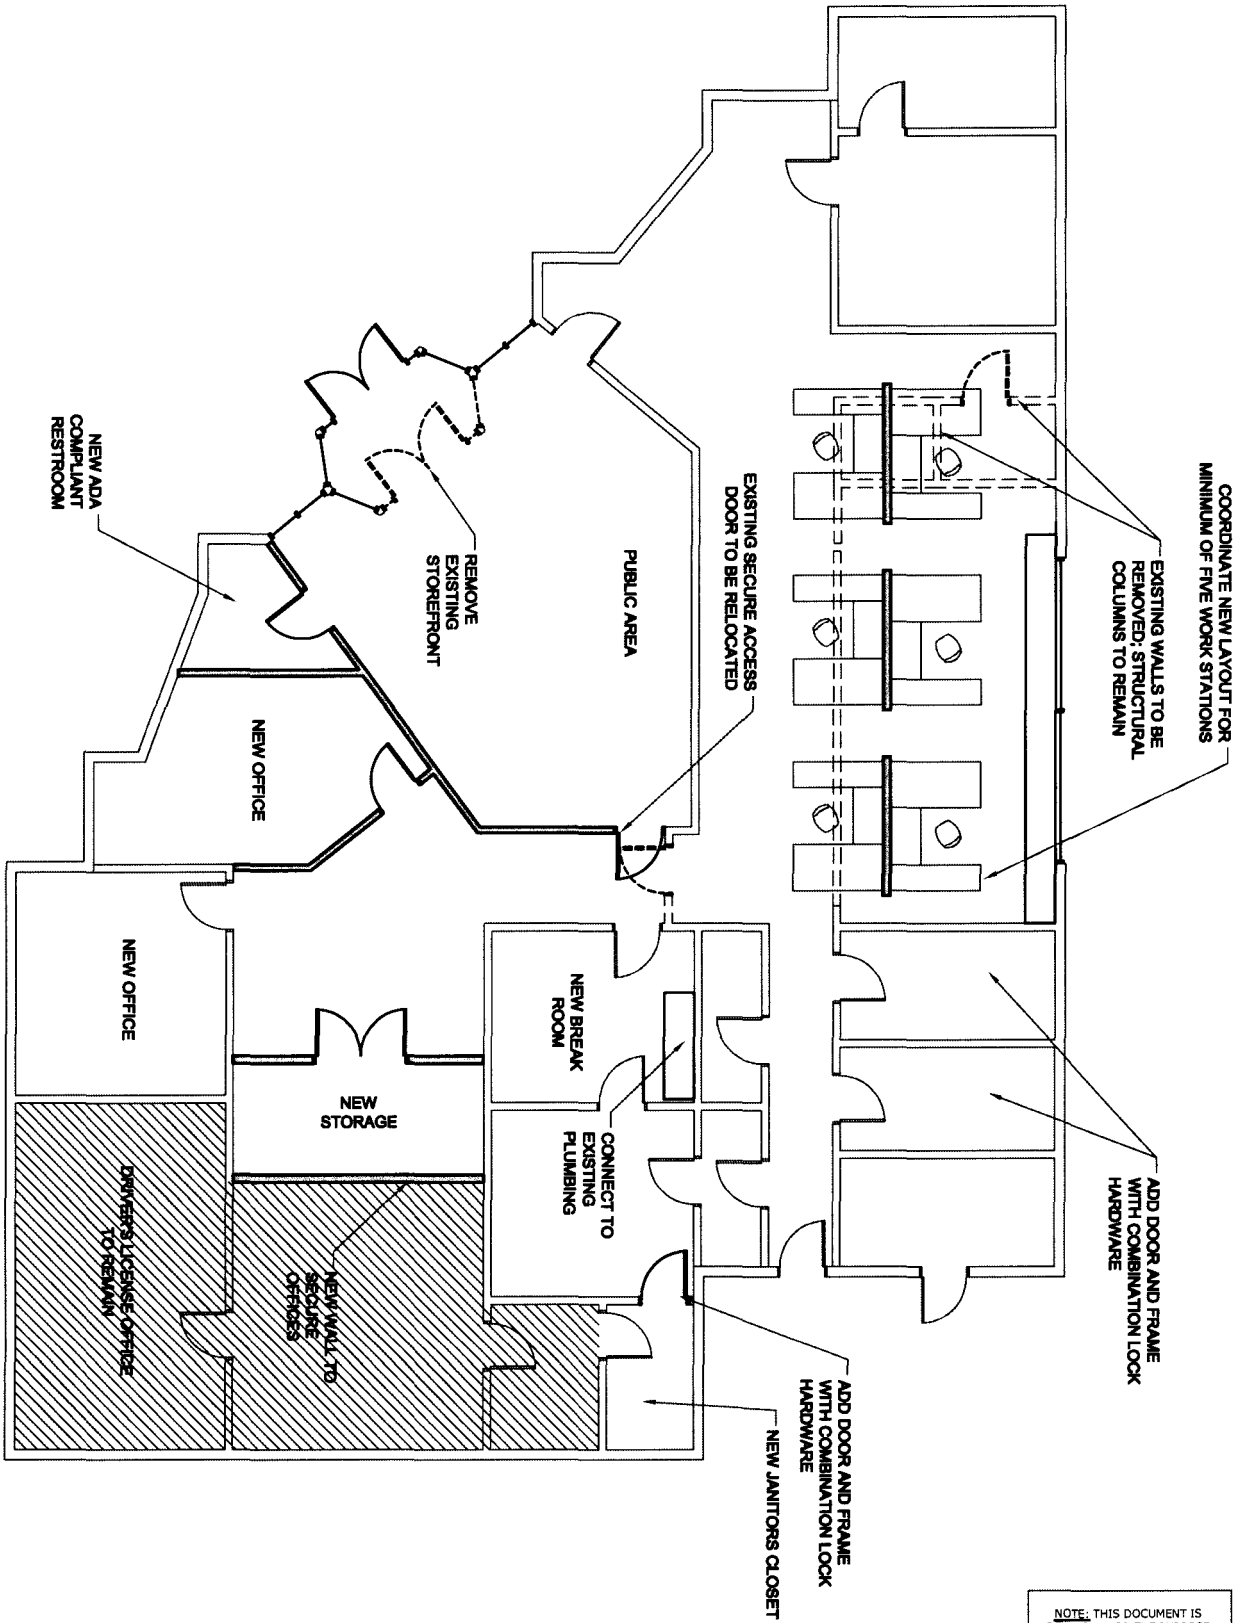 COORDINATE NEW LAYOUT FOR
MINIMUM OF FIVE WORK STATIONS
EXISTING WALLS TO BE
REMOVED; STRUCTURAL
COLUMNS TO REMAIN
ADD DOOR AND FRAME
WITH COMBINATION LOCK
HARDWARE
EXISTING SECURE ACCESS
DOOR TO BE RELOCATED
PUBLIC AREA
REMOVE
EXISTING
STOREFRONT
NEW ADA
COMPLIANT
RESTROOM
NEW OFFICE
NEW OFFICE
NEW BREAK
ROOM
NEW
STORAGE
CONNECT TO
EXISTING
PLUMBING
NEW WALL TO
SECURE
OFFICES
DRIVER'S LICENSE OFFICE
TO REMAIN
ADD DOOR AND FRAME
WITH COMBINATION LOCK
HARDWARE
NEW JANITORS CLOSET
NOTE: THIS DOCUMENT IS